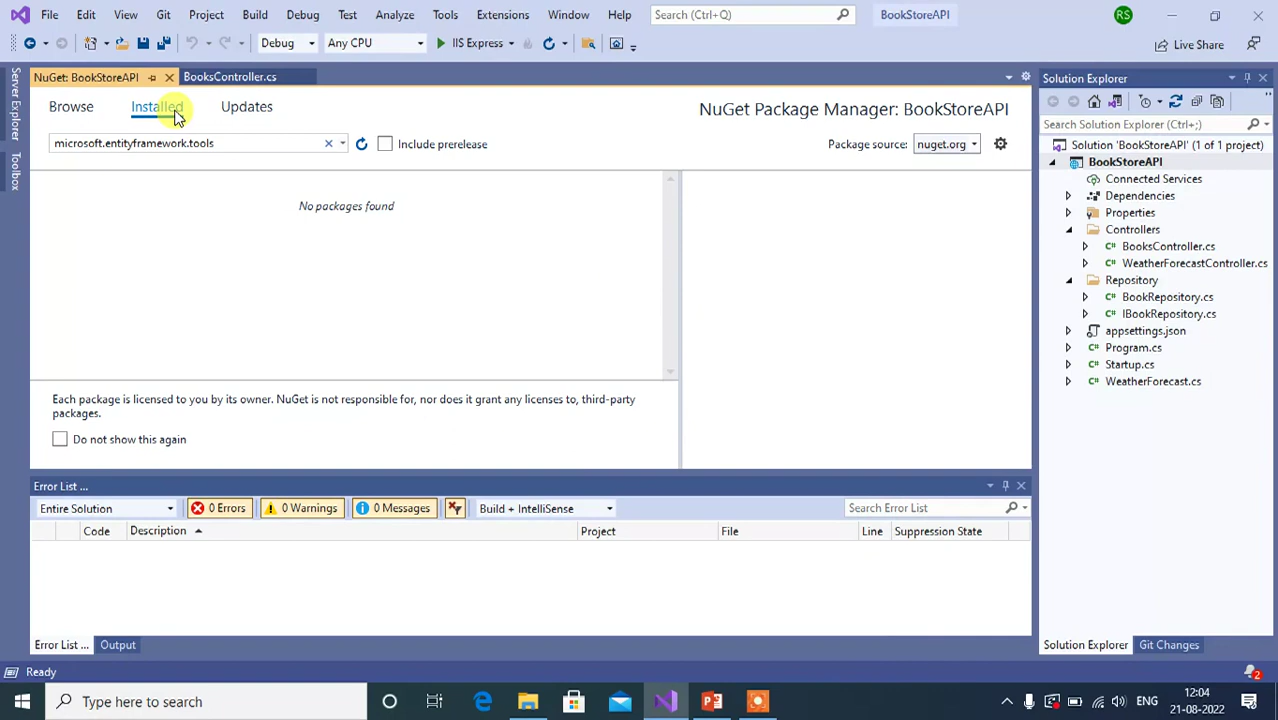 File Edit View Git Project Build Debug Test Analyze Tools Extensions Window Help Search (Ctrl+Q) BookStoreAPI RS
Debug Any CPU IIS Express Live Share
Server Explorer
Toolbox
NuGet: BookStoreAPI BooksController.cs
Browse Installed Updates NuGet Package Manager: BookStoreAPI
microsoft.entityframework.tools Include prerelease Package source: nuget.org
No packages found
Each package is licensed to you by its owner. NuGet is not responsible for, nor does it grant any licenses to, third-party
packages.
Do not show this again
Error List ...
Entire Solution 0 Errors 0 Warnings 0 Messages Build + IntelliSense Search Error List
Code Description Project File Line Suppression State
Error List ... Output
Solution Explorer
Search Solution Explorer (Ctrl+;)
Solution 'BookStoreAPI' (1 of 1 project)
BookStoreAPI
Connected Services
Dependencies
Properties
Controllers
C# BooksController.cs
C# WeatherForecastController.cs
Repository
C# BookRepository.cs
C# IBookRepository.cs
appsettings.json
C# Program.cs
C# Startup.cs
C# WeatherForecast.cs
Solution Explorer Git Changes
Ready 2
Type here to search ENG 12:04
21-08-2022